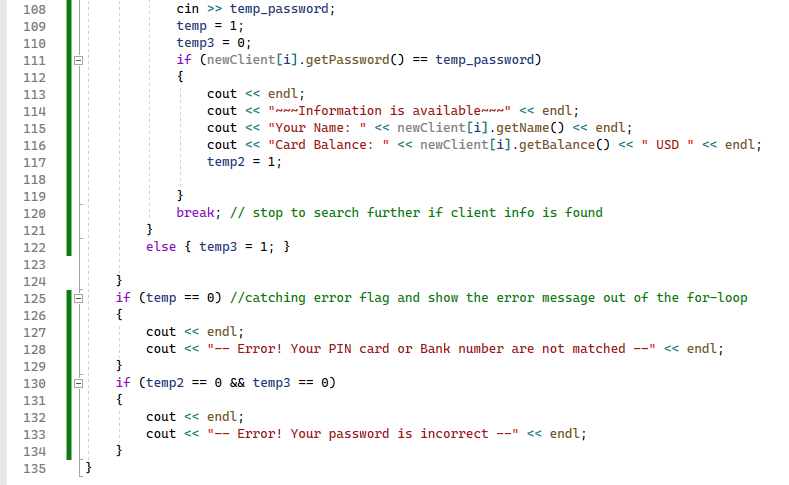 108 cin >> temp_password;
109 temp = 1;
110 temp3 = 0;
111 if (newClient[i].getPassword() == temp_password)
112 {
113 cout << endl;
114 cout << "~~~Information is available~~~" << endl;
115 cout << "Your Name: " << newClient[i].getName() << endl;
116 cout << "Card Balance: " << newClient[i].getBalance() << " USD " << endl;
117 temp2 = 1;
118
119 }
120 break; // stop to search further if client info is found
121 }
122 else { temp3 = 1; }
123
124 }
125 if (temp == 0) //catching error flag and show the error message out of the for-loop
126 {
127 cout << endl;
128 cout << "-- Error! Your PIN card or Bank number are not matched --" << endl;
129 }
130 if (temp2 == 0 && temp3 == 0)
131 {
132 cout << endl;
133 cout << "-- Error! Your password is incorrect --" << endl;
134 }
135 }